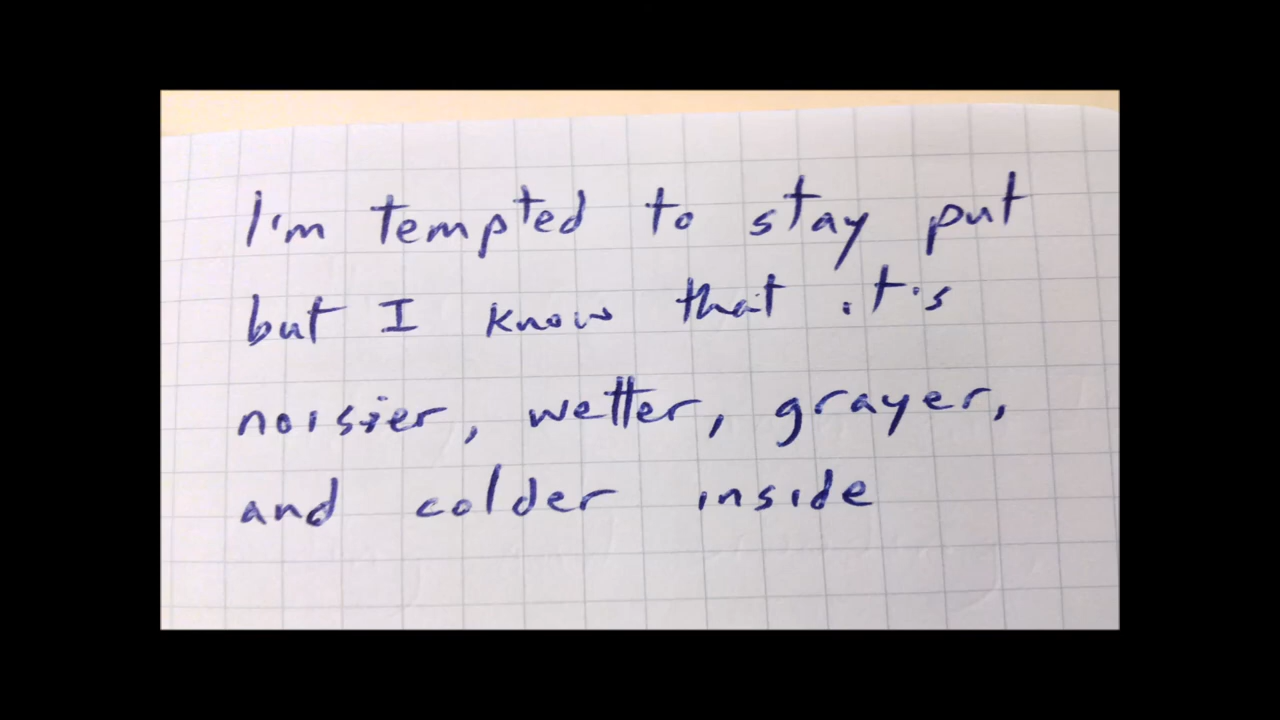 I'm tempted to stay put
but I know that it's
noisier, wetter, grayer,
and colder inside